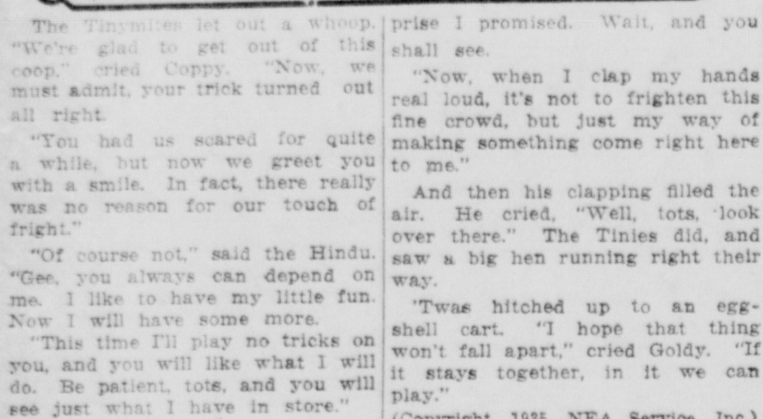 The Tinymites let out a whoop.
"We're glad to get out of this
coop," cried Coppy. "Now, we
must admit, your trick turned out
all right.
"You had us scared for quite
a while, but now we greet you
with a smile. In fact, there really
was no reason for our touch of
fright."
"Of course not," said the Hindu.
"Gee, you always can depend on
me. I like to have my little fun.
Now I will have some more.
"This time I'll play no tricks on
you, and you will like what I will
do. Be patient, tots, and you will
see just what I have in store."
prise I promised. Wait, and you
shall see.
"Now, when I clap my hands
real loud, it's not to frighten this
fine crowd, but just my way of
making something come right here
to me."
And then his clapping filled the
air. He cried, "Well, tots, look
over there." The Tinies did, and
saw a big hen running right their
way.
'Twas hitched up to an egg-
shell cart. "I hope that thing
won't fall apart," cried Goldy. "If
it stays together, in it we can
play."
(Copyright, 1935, NEA Service, Inc.)